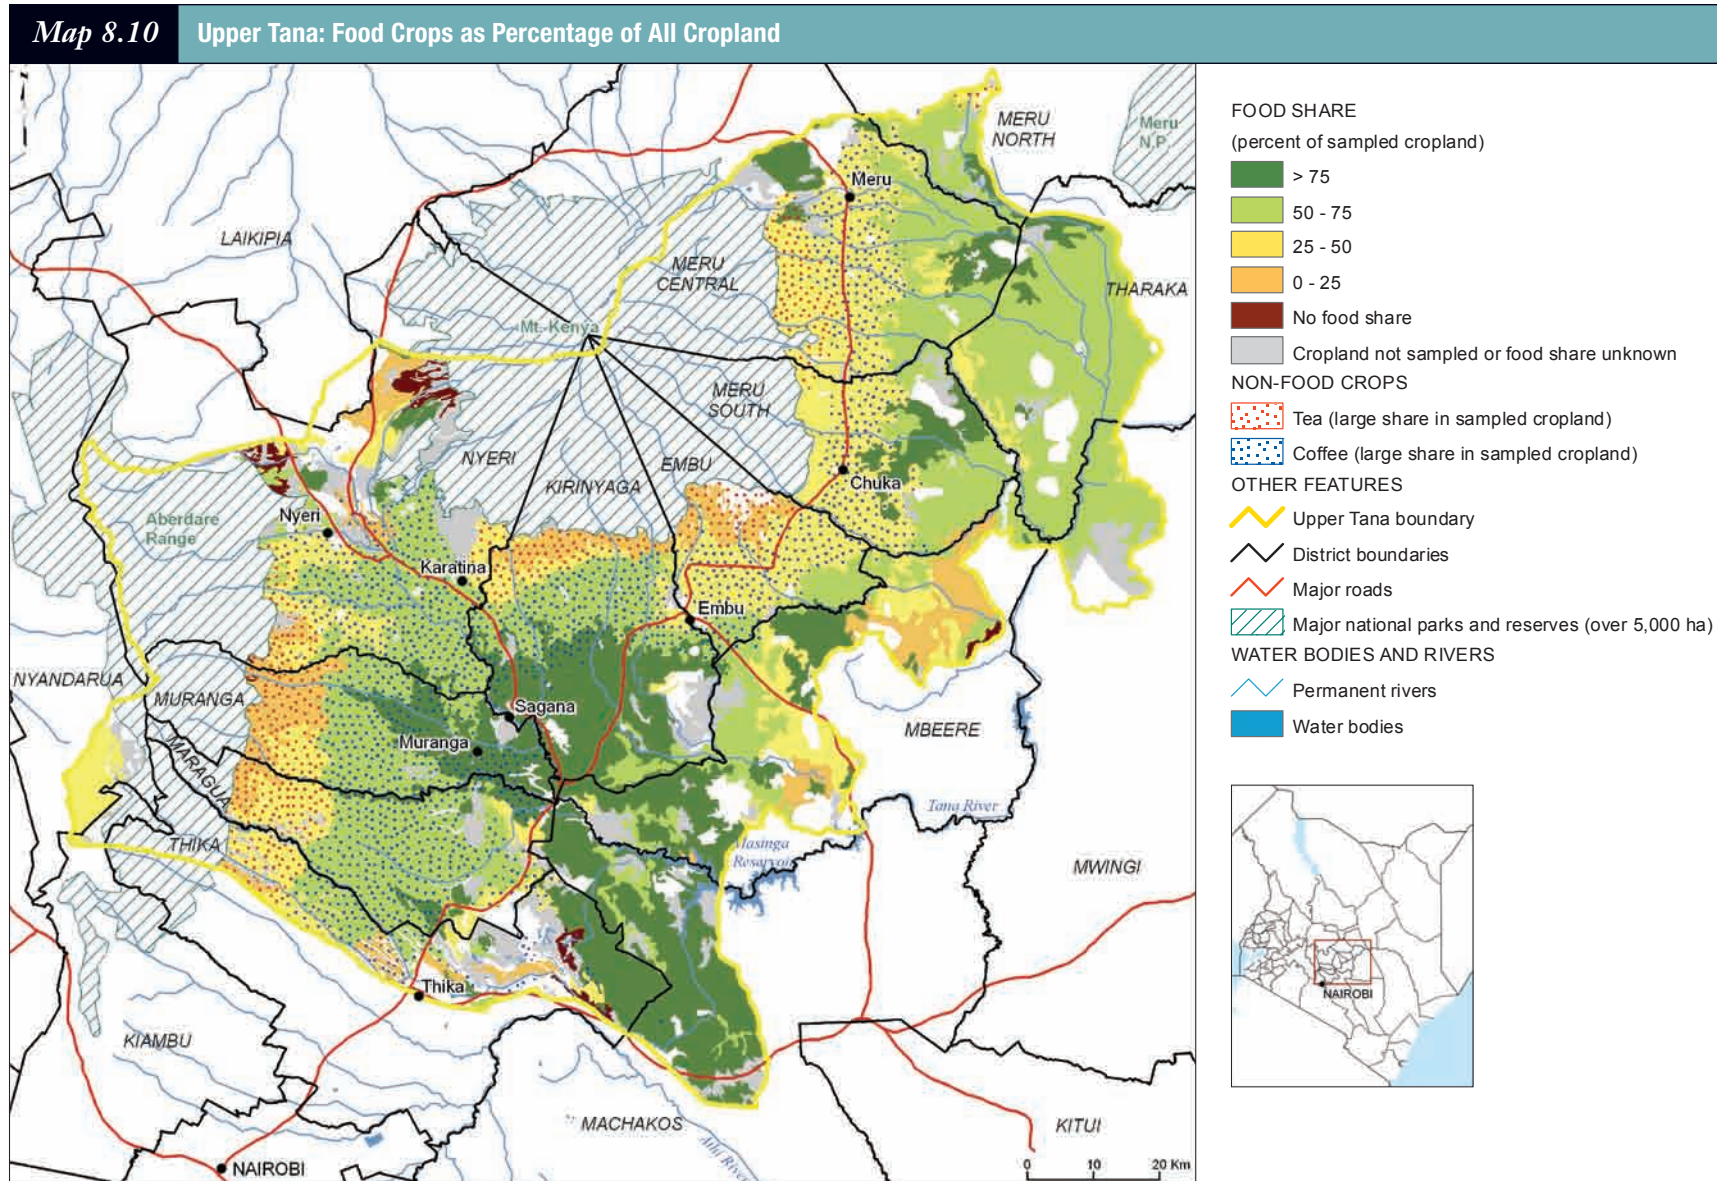 Map 8.10
Upper Tana: Food Crops as Percentage of All Cropland
MERU
NORTH
Meru
N.P.
Meru
LAIKIPIA
MERU
CENTRAL
THARAKA
Mt. Kenya
MERU
SOUTH
NYERI
EMBU
KIRINYAGA
Chuka
Aberdare
Range
Nyeri
Karatina
Embu
NYANDARUA
MURANGA
Sagana
Muranga
MBEERE
MARAGUA
Tana River
THIKA
Masinga
Reservoir
MWINGI
Thika
KIAMBU
MACHAKOS
KITUI
Athi River
NAIROBI
0 10 20 Km
FOOD SHARE
(percent of sampled cropland)
> 75
50 - 75
25 - 50
0 - 25
No food share
Cropland not sampled or food share unknown
NON-FOOD CROPS
Tea (large share in sampled cropland)
Coffee (large share in sampled cropland)
OTHER FEATURES
Upper Tana boundary
District boundaries
Major roads
Major national parks and reserves (over 5,000 ha)
WATER BODIES AND RIVERS
Permanent rivers
Water bodies
NAIROBI